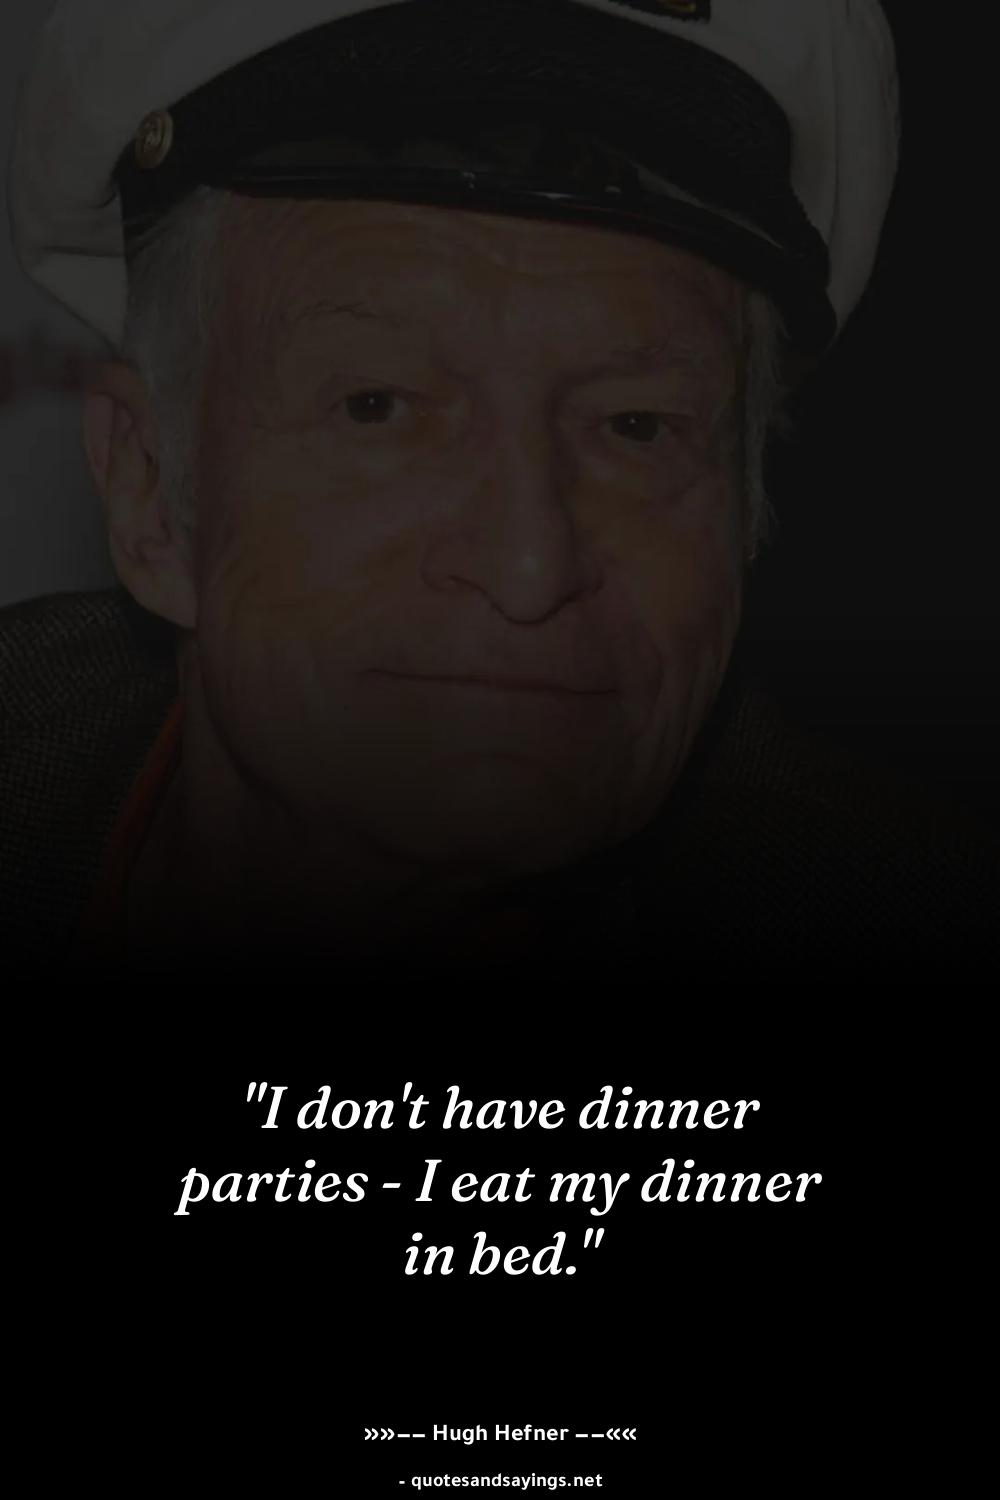 "I don't have dinner
parties - I eat my dinner
in bed."
»»-- Hugh Hefner --««
- quotesandsayings.net